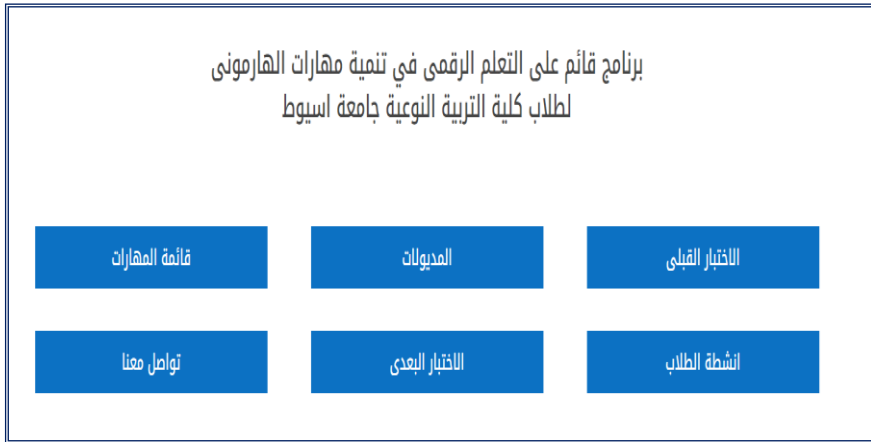 برنامج قائم على التعلم الرقمى في تنمية مهارات الهارمونى
لطلاب كلية التربية النوعية جامعة اسيوط
الاختبار القبلى
المديولات
قائمة المهارات
انشطة الطلاب
الاختبار البعدى
تواصل معنا